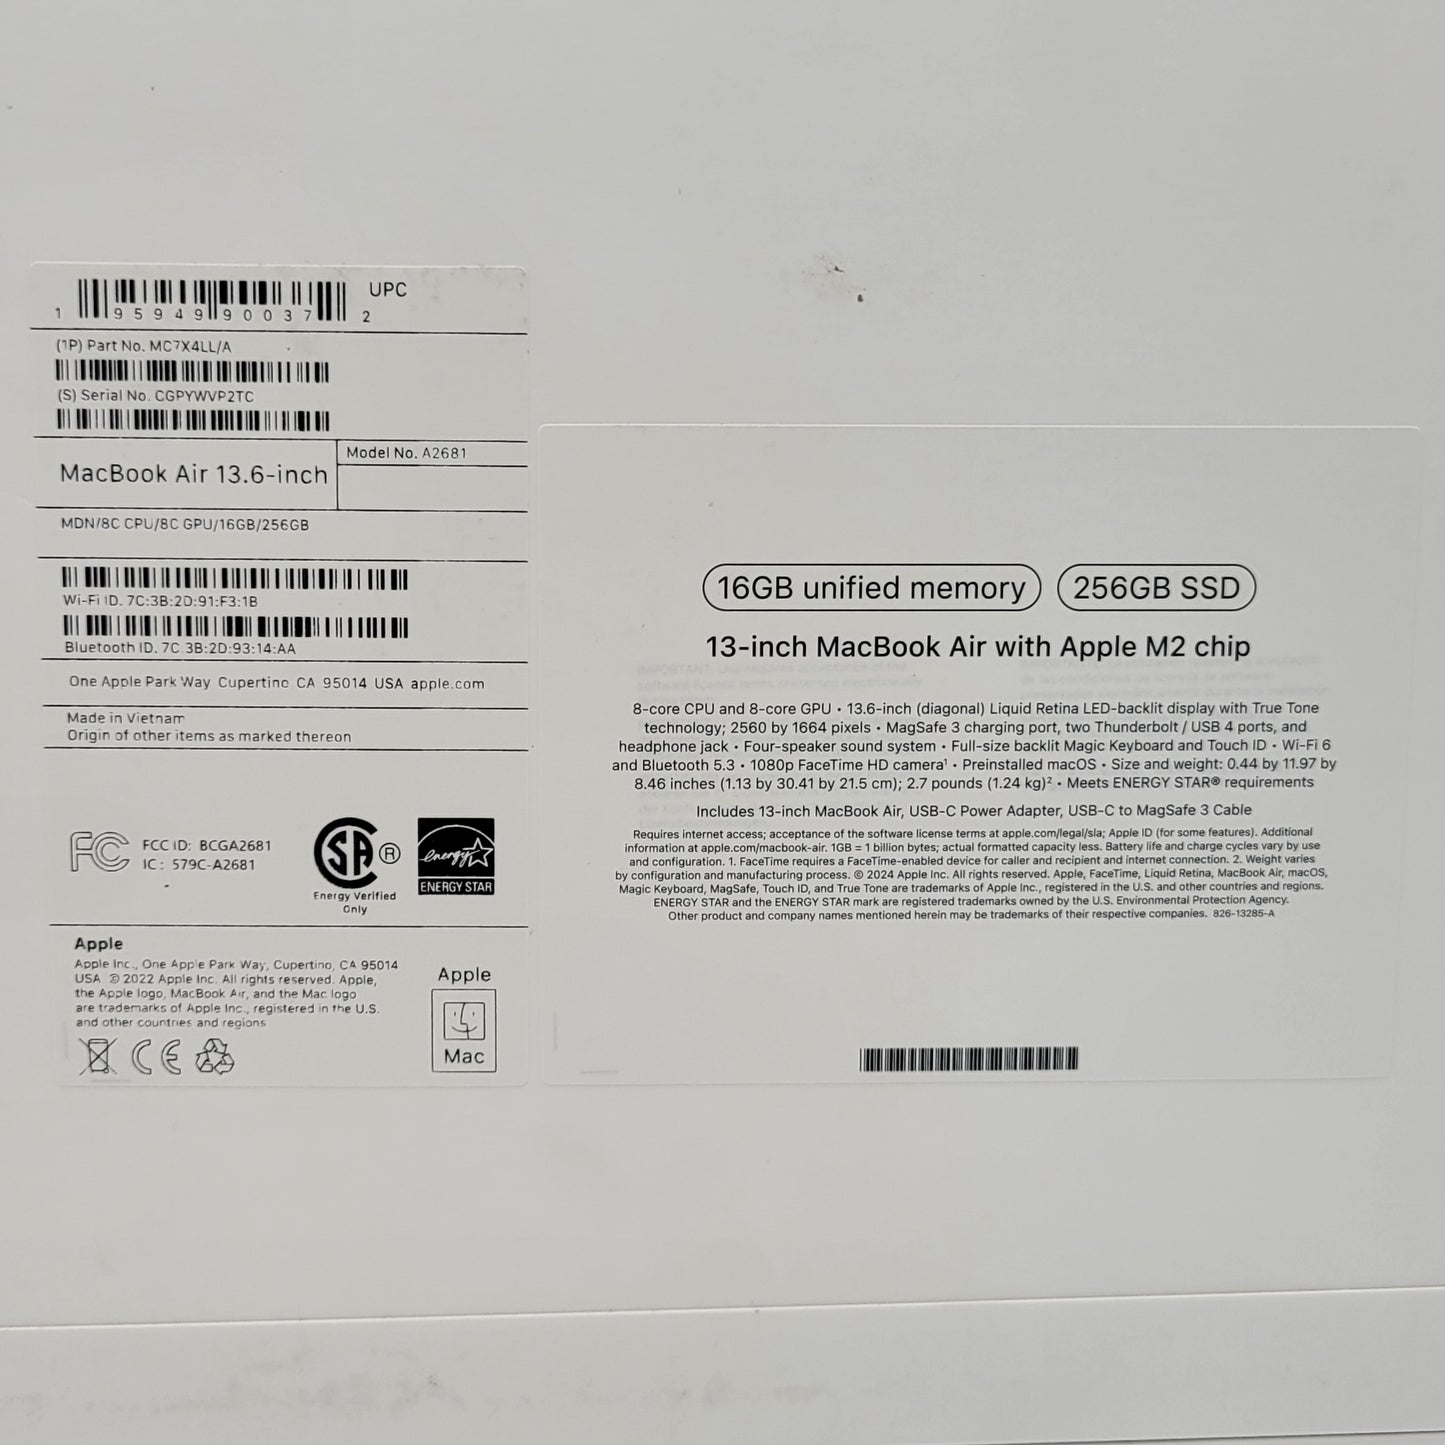 UPC
1 95949 90037 2
(1P) Part No. MC7X4LL/A
(S) Serial No. CGPYWVP2TC
MacBook Air 13.6-inch
Model No. A2681
MDN/8C CPU/8C GPU/16GB/256GB
Wi-Fi ID. 7C:3B:2D:91:F3:1B
Bluetooth ID. 7C 3B:2D:93:14:AA
One Apple Park Way Cupertino CA 95014 USA apple.com
Made in Vietnam
Origin of other items as marked thereon
FC
FCC ID: BCGA2681
IC: 579C-A2681
SA ®
Energy Verified
Only
energy
ENERGY STAR
Apple
Apple Inc., One Apple Park Way, Cupertino, CA 95014
USA ® 2022 Apple Inc. All rights reserved. Apple,
the Apple logo, MacBook Air, and the Mac logo
are trademarks of Apple Inc., registered in the U.S.
and other countries and regions
CE
Apple
Mac
16GB unified memory
256GB SSD
13-inch MacBook Air with Apple M2 chip
8-core CPU and 8-core GPU • 13.6-inch (diagonal) Liquid Retina LED-backlit display with True Tone
technology; 2560 by 1664 pixels • MagSafe 3 charging port, two Thunderbolt / USB 4 ports, and
headphone jack • Four-speaker sound system • Full-size backlit Magic Keyboard and Touch ID • Wi-Fi 6
and Bluetooth 5.3 • 1080p FaceTime HD camera¹ • Preinstalled macOS • Size and weight: 0.44 by 11.97 by
8.46 inches (1.13 by 30.41 by 21.5 cm); 2.7 pounds (1.24 kg)² • Meets ENERGY STAR® requirements
Includes 13-inch MacBook Air, USB-C Power Adapter, USB-C to MagSafe 3 Cable
Requires internet access; acceptance of the software license terms at apple.com/legal/sla; Apple ID (for some features). Additional
information at apple.com/macbook-air. 1GB = 1 billion bytes; actual formatted capacity less. Battery life and charge cycles vary by use
and configuration. 1. FaceTime requires a FaceTime-enabled device for caller and recipient and internet connection. 2. Weight varies
by configuration and manufacturing process. © 2024 Apple Inc. All rights reserved. Apple, FaceTime, Liquid Retina, MacBook Air, macOS,
Magic Keyboard, MagSafe, Touch ID, and True Tone are trademarks of Apple Inc., registered in the U.S. and other countries and regions.
ENERGY STAR and the ENERGY STAR mark are registered trademarks owned by the U.S. Environmental Protection Agency.
Other product and company names mentioned herein may be trademarks of their respective companies. 826-13285-A